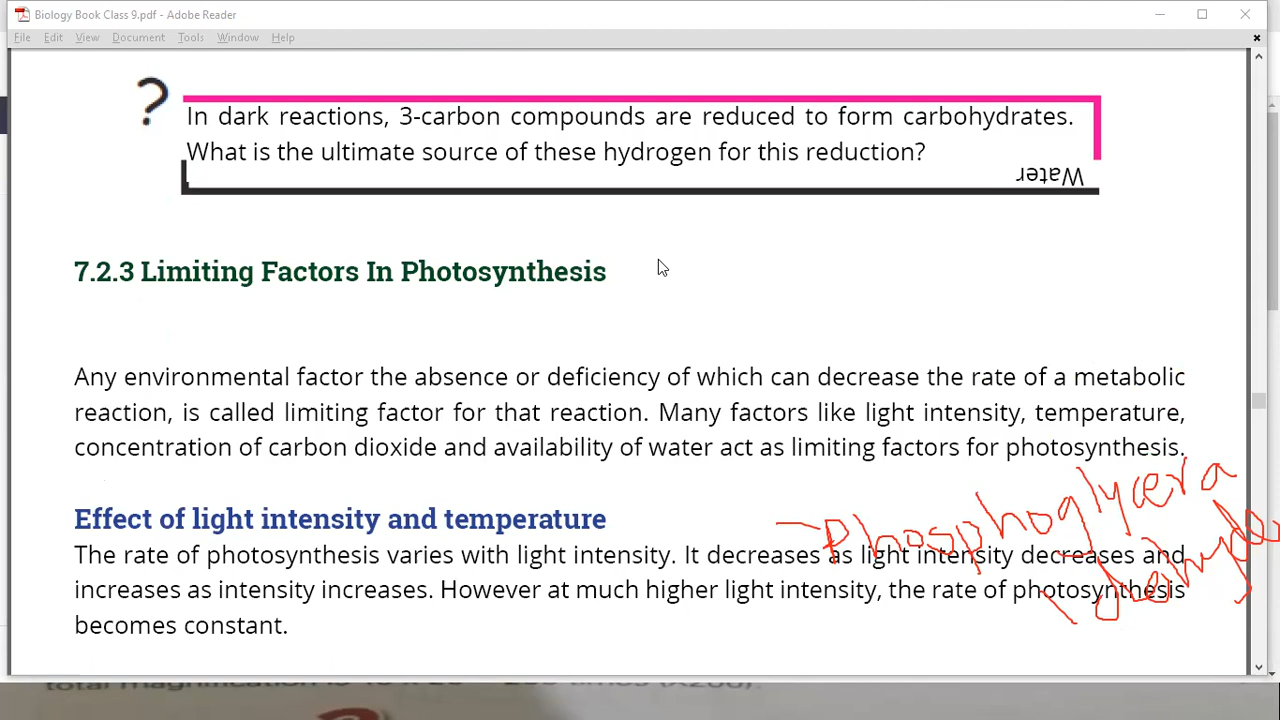 Biology Book Class 9.pdf - Adobe Reader
File Edit View Document Tools Window Help
?
In dark reactions, 3-carbon compounds are reduced to form carbohydrates.
What is the ultimate source of these hydrogen for this reduction?
Water
7.2.3 Limiting Factors In Photosynthesis
Any environmental factor the absence or deficiency of which can decrease the rate of a metabolic
reaction, is called limiting factor for that reaction. Many factors like light intensity, temperature,
concentration of carbon dioxide and availability of water act as limiting factors for photosynthesis.
Phosphoglycera
Effect of light intensity and temperature
The rate of photosynthesis varies with light intensity. It decreases as light intensity decreases and
increases as intensity increases. However at much higher light intensity, the rate of photosynthesis
becomes constant.